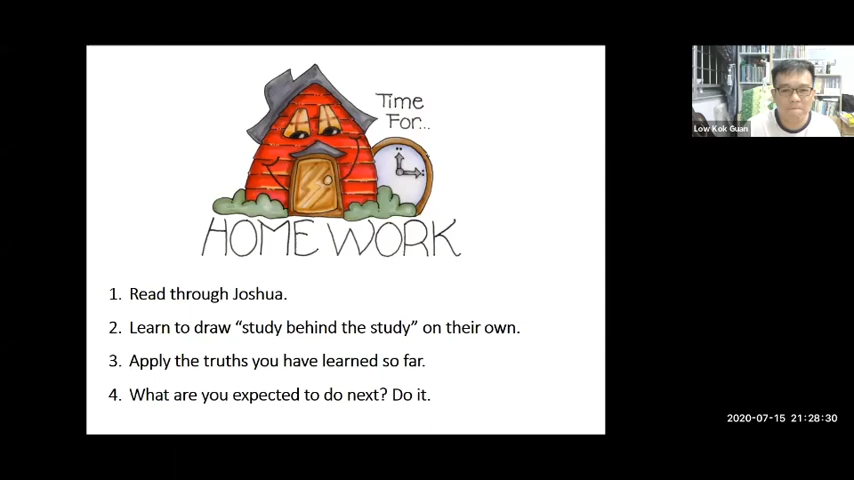 Time
For...
HOMEWORK
1. Read through Joshua.
2. Learn to draw “study behind the study” on their own.
3. Apply the truths you have learned so far.
4. What are you expected to do next? Do it.
Low Kok Guan
2020-07-15 21:28:30